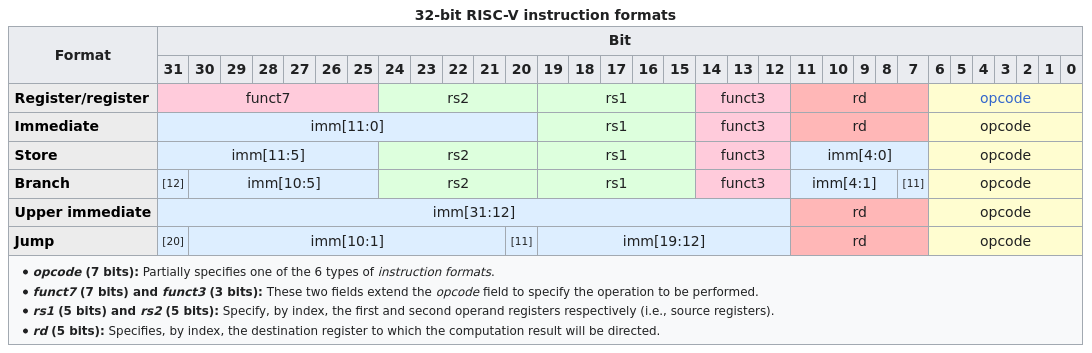 32-bit RISC-V instruction formats
Format Bit
31 30 29 28 27 26 25 24 23 22 21 20 19 18 17 16 15 14 13 12 11 10 9 8 7 6 5 4 3 2 1 0
Register/register funct7 rs2 rs1 funct3 rd opcode
Immediate imm[11:0] rs1 funct3 rd opcode
Store imm[11:5] rs2 rs1 funct3 imm[4:0] opcode
Branch [12] imm[10:5] rs2 rs1 funct3 imm[4:1] [11] opcode
Upper immediate imm[31:12] rd opcode
Jump [20] imm[10:1] [11] imm[19:12] rd opcode
• opcode (7 bits): Partially specifies one of the 6 types of instruction formats.
• funct7 (7 bits) and funct3 (3 bits): These two fields extend the opcode field to specify the operation to be performed.
• rs1 (5 bits) and rs2 (5 bits): Specify, by index, the first and second operand registers respectively (i.e., source registers).
• rd (5 bits): Specifies, by index, the destination register to which the computation result will be directed.